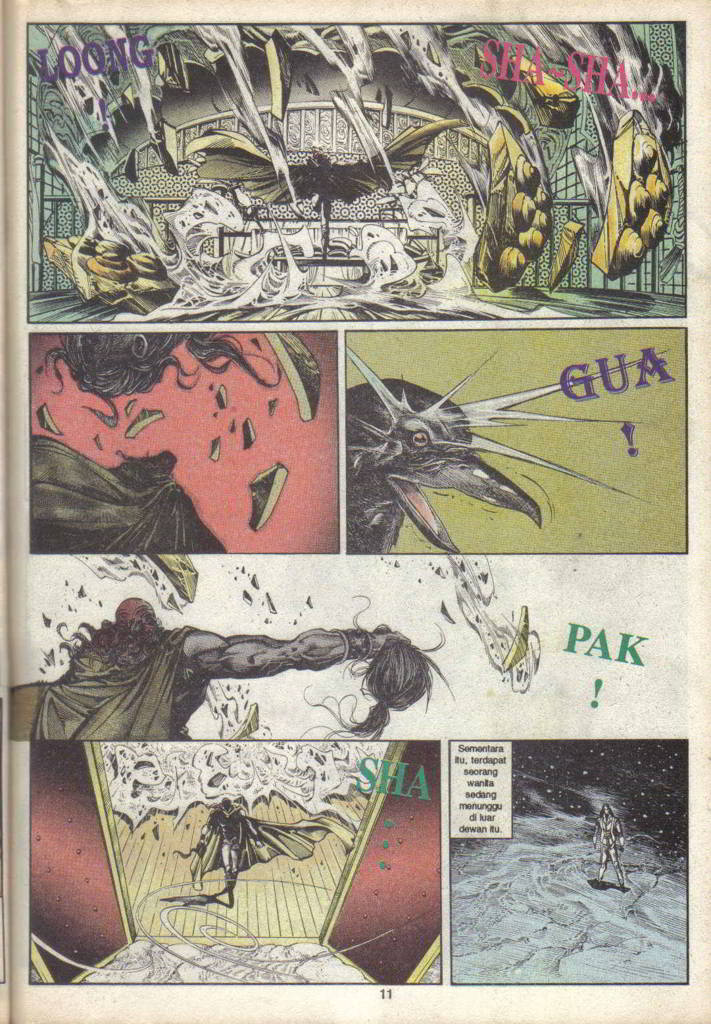 LOONG
!
SHA-SHA...
GUA
!
PAK
!
SHA
...
Sementara
itu, terdapat
seorang
wanita
sedang
menunggu
di luar
dewan itu.
11